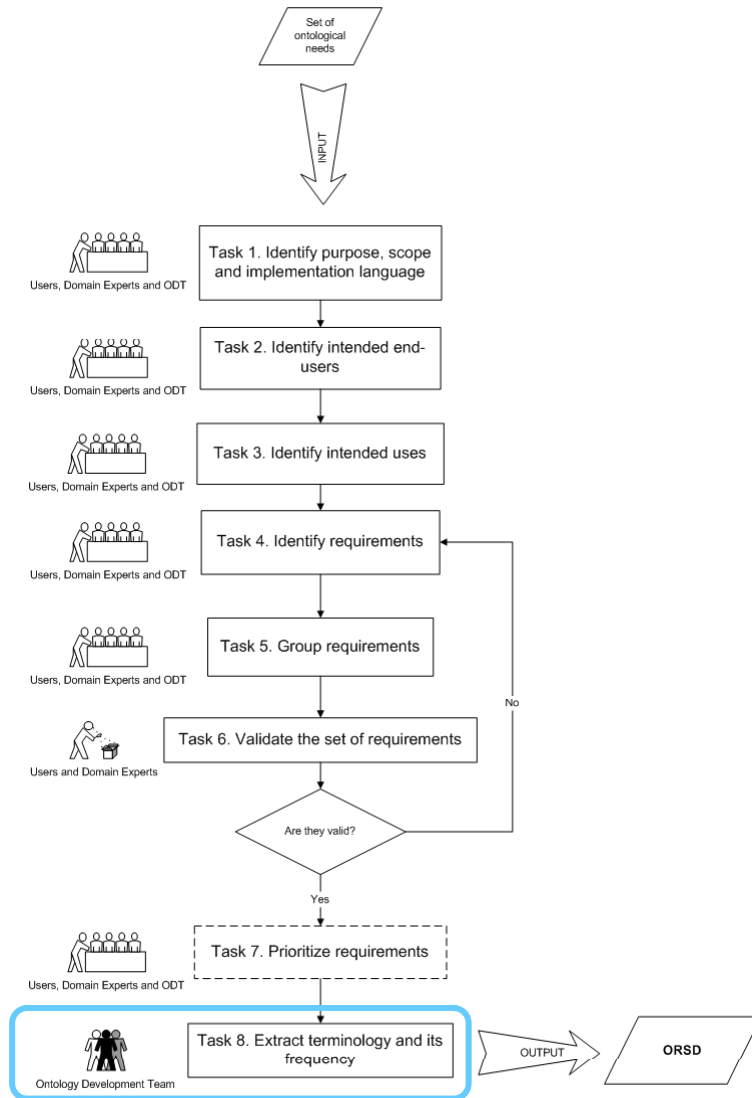 Set of
ontological
needs
INPUT
Task 1. Identify purpose, scope
and implementation language
Users, Domain Experts and ODT
Task 2. Identify intended end-
users
Users, Domain Experts and ODT
Task 3. Identify intended uses
Users, Domain Experts and ODT
Task 4. Identify requirements
Users, Domain Experts and ODT
Task 5. Group requirements
Users, Domain Experts and ODT
No
Task 6. Validate the set of requirements
Users and Domain Experts
Are they valid?
Yes
Task 7. Prioritize requirements
Users, Domain Experts and ODT
Task 8. Extract terminology and its
frequency
Ontology Development Team
OUTPUT
ORSD